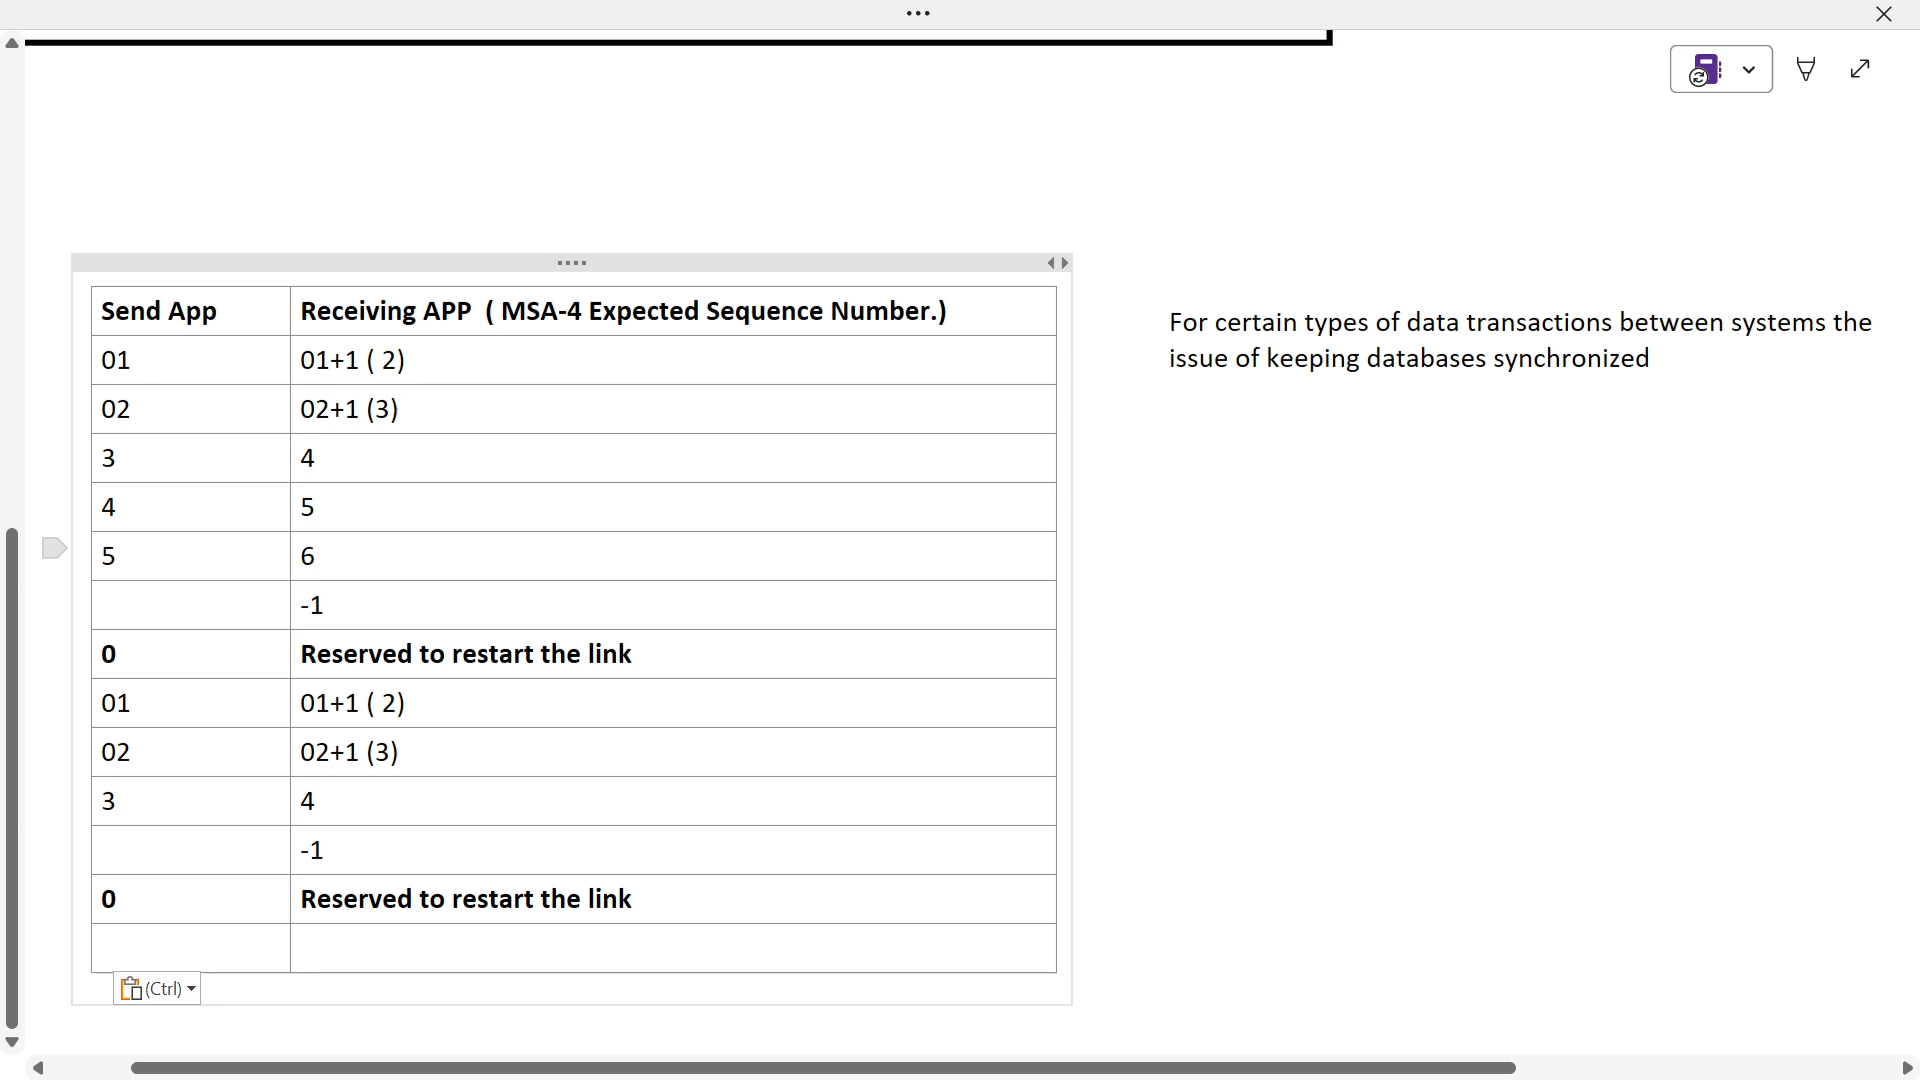 Send App Receiving APP ( MSA-4 Expected Sequence Number.)
01 01+1 ( 2)
02 02+1 (3)
3 4
4 5
5 6
-1
0 Reserved to restart the link
01 01+1 ( 2)
02 02+1 (3)
3 4
-1
0 Reserved to restart the link
(Ctrl)
For certain types of data transactions between systems the
issue of keeping databases synchronized